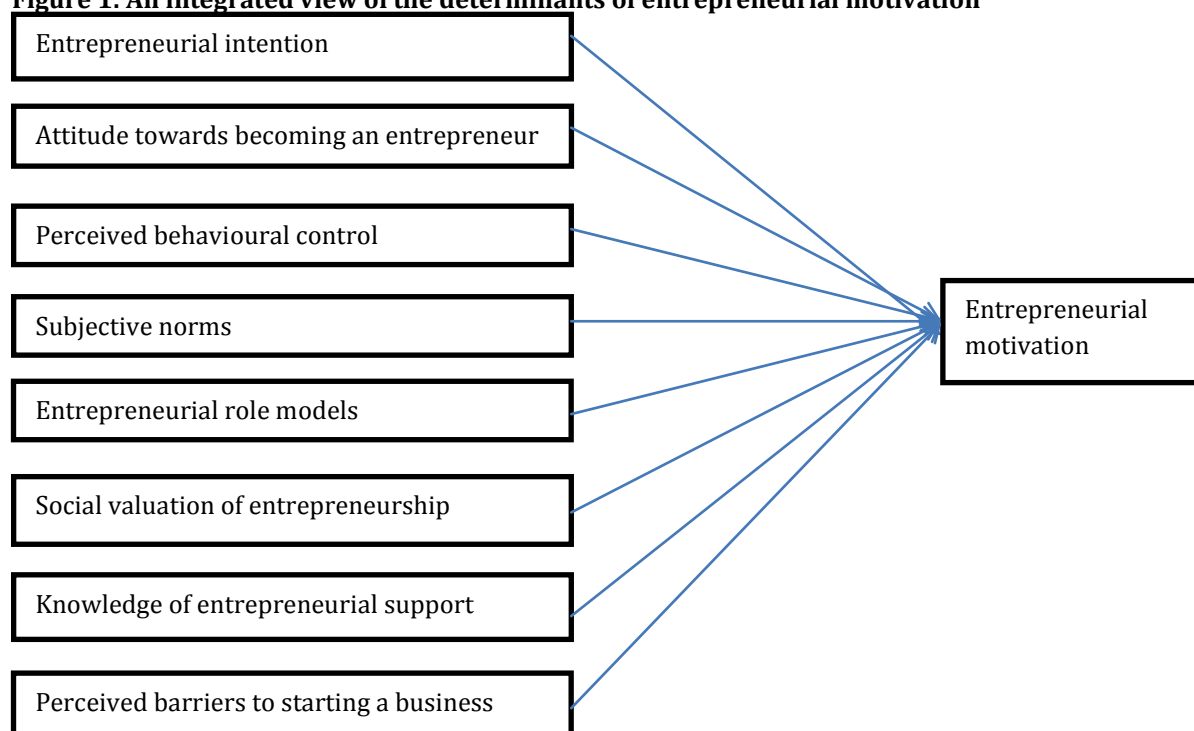 Figure 1: An integrated view of the determinants of entrepreneurial motivation
Entrepreneurial intention
Attitude towards becoming an entrepreneur
Perceived behavioural control
Subjective norms
Entrepreneurial role models
Social valuation of entrepreneurship
Knowledge of entrepreneurial support
Perceived barriers to starting a business
Entrepreneurial
motivation